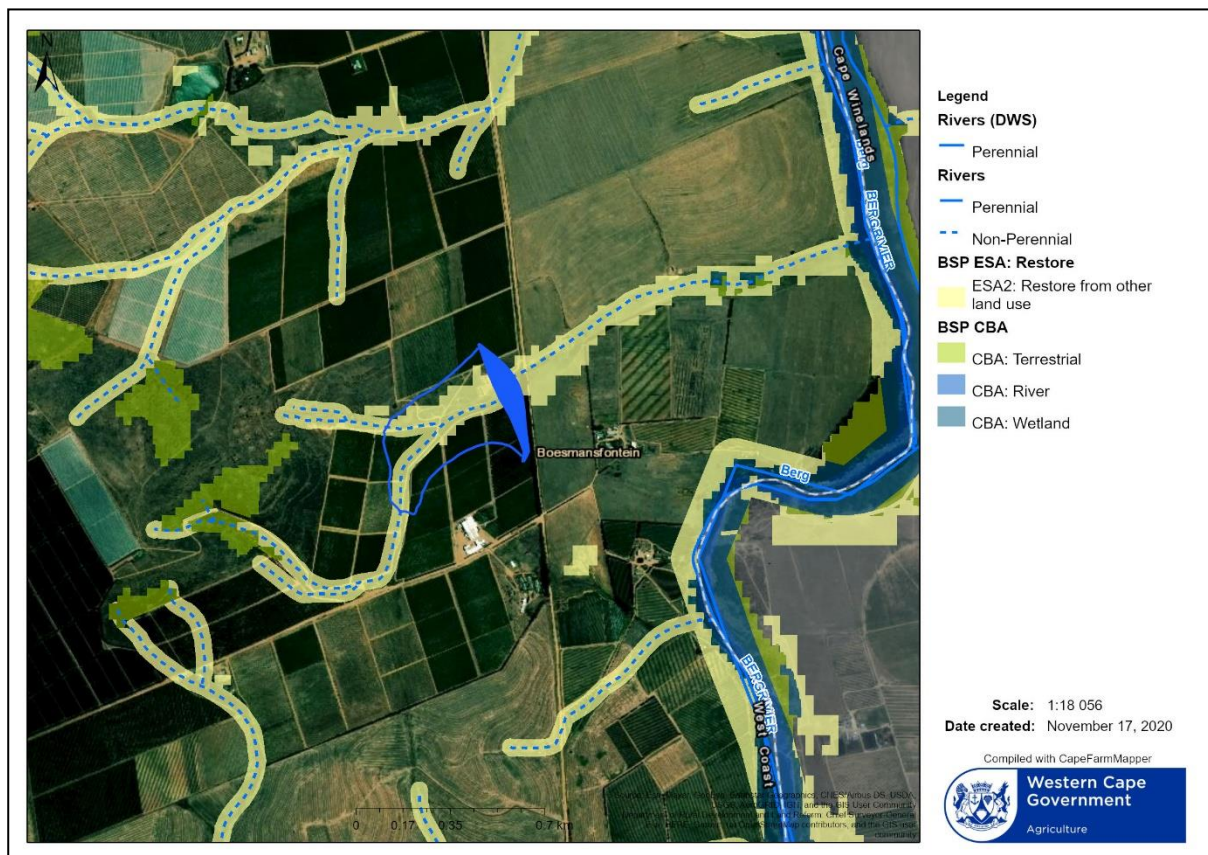 N
Cape Winelands
Berg
BERGRIVIER
Boesmansfontein
Berg
BERGRIVIER
West Coast
0 0.17 0.35 0.7 km
Legend
Rivers (DWS)
Perennial
Rivers
Perennial
Non-Perennial
BSP ESA: Restore
ESA2: Restore from other
land use
BSP CBA
CBA: Terrestrial
CBA: River
CBA: Wetland
Scale: 1:18 056
Date created: November 17, 2020
Compiled with CapeFarmMapper
Western Cape
Government
Agriculture